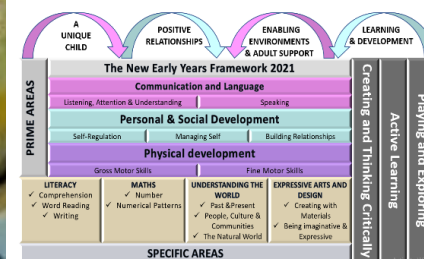 A
UNIQUE
CHILD
POSITIVE
RELATIONSHIPS
ENABLING
ENVIRONMENTS
& ADULT SUPPORT
LEARNING
& DEVELOPMENT
PRIME AREAS
The New Early Years Framework 2021
Communication and Language
Listening, Attention & Understanding
Speaking
Personal & Social Development
Self-Regulation
Managing Self
Building Relationships
Physical development
Gross Motor Skills
Fine Motor Skills
LITERACY
✓ Comprehension
✓ Word Reading
✓ Writing
MATHS
✓ Number
✓ Numerical Patterns
UNDERSTANDING THE
WORLD
✓ Past &Present
✓ People, Culture &
Communities
✓ The Natural World
EXPRESSIVE ARTS AND
DESIGN
✓ Creating with
Materials
✓ Being imaginative &
Expressive
SPECIFIC AREAS
Creating and Thinking Critically
Active Learning
Playing and Exploring